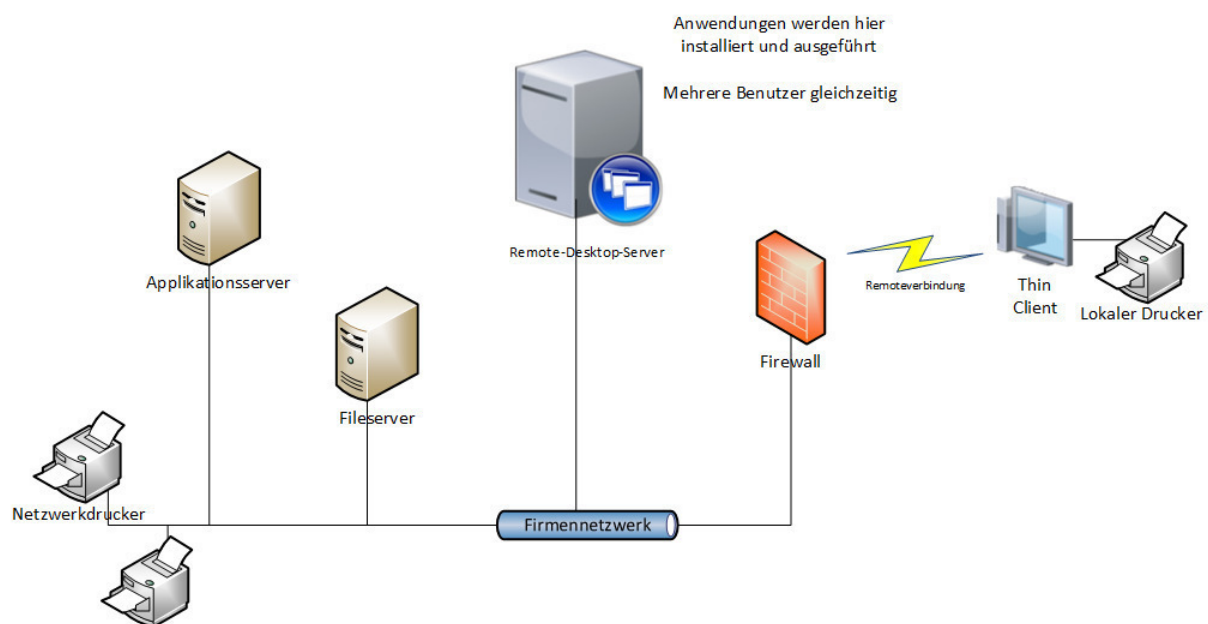 Anwendungen werden hier
installiert und ausgeführt
Mehrere Benutzer gleichzeitig
Remote-Desktop-Server
Applikationsserver
Remoteverbindung
Thin
Client
Lokaler Drucker
Firewall
Fileserver
Netzwerkdrucker
Firmennetzwerk